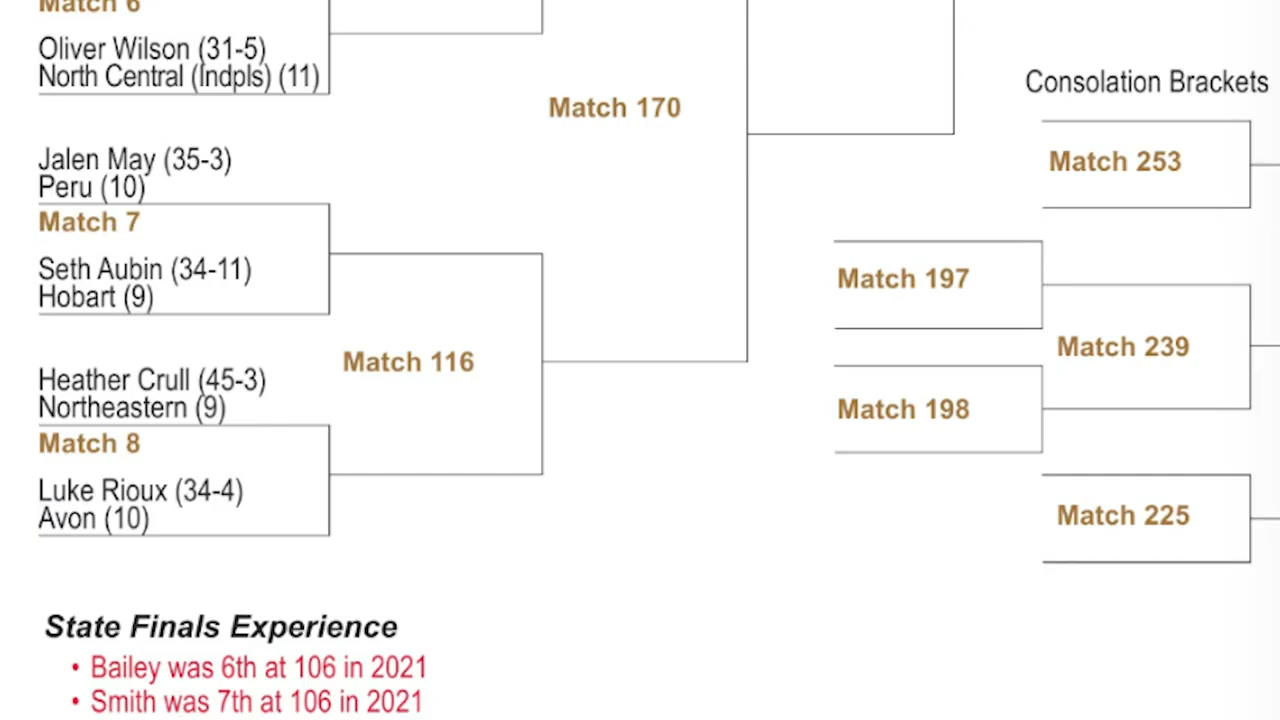 Match 6
Oliver Wilson (31-5)
North Central (Indpls) (11)
Match 170
Consolation Brackets
Match 253
Jalen May (35-3)
Peru (10)
Match 7
Seth Aubin (34-11)
Hobart (9)
Match 197
Match 239
Match 116
Heather Crull (45-3)
Northeastern (9)
Match 198
Match 8
Luke Rioux (34-4)
Avon (10)
Match 225
State Finals Experience
• Bailey was 6th at 106 in 2021
• Smith was 7th at 106 in 2021